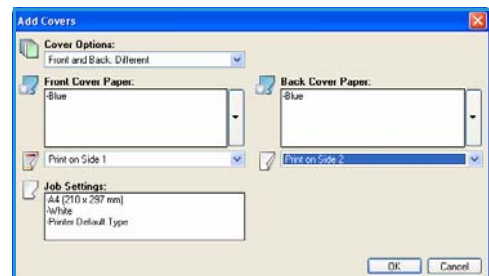 Add Covers
Cover Options:
Front and Back: Different
Front Cover Paper:
-Blue
Back Cover Paper:
-Blue
Print on Side 1
Print on Side 2
Job Settings:
-A4 (210 x 297 mm)
-White
-Printer Default Type
OK
Cancel